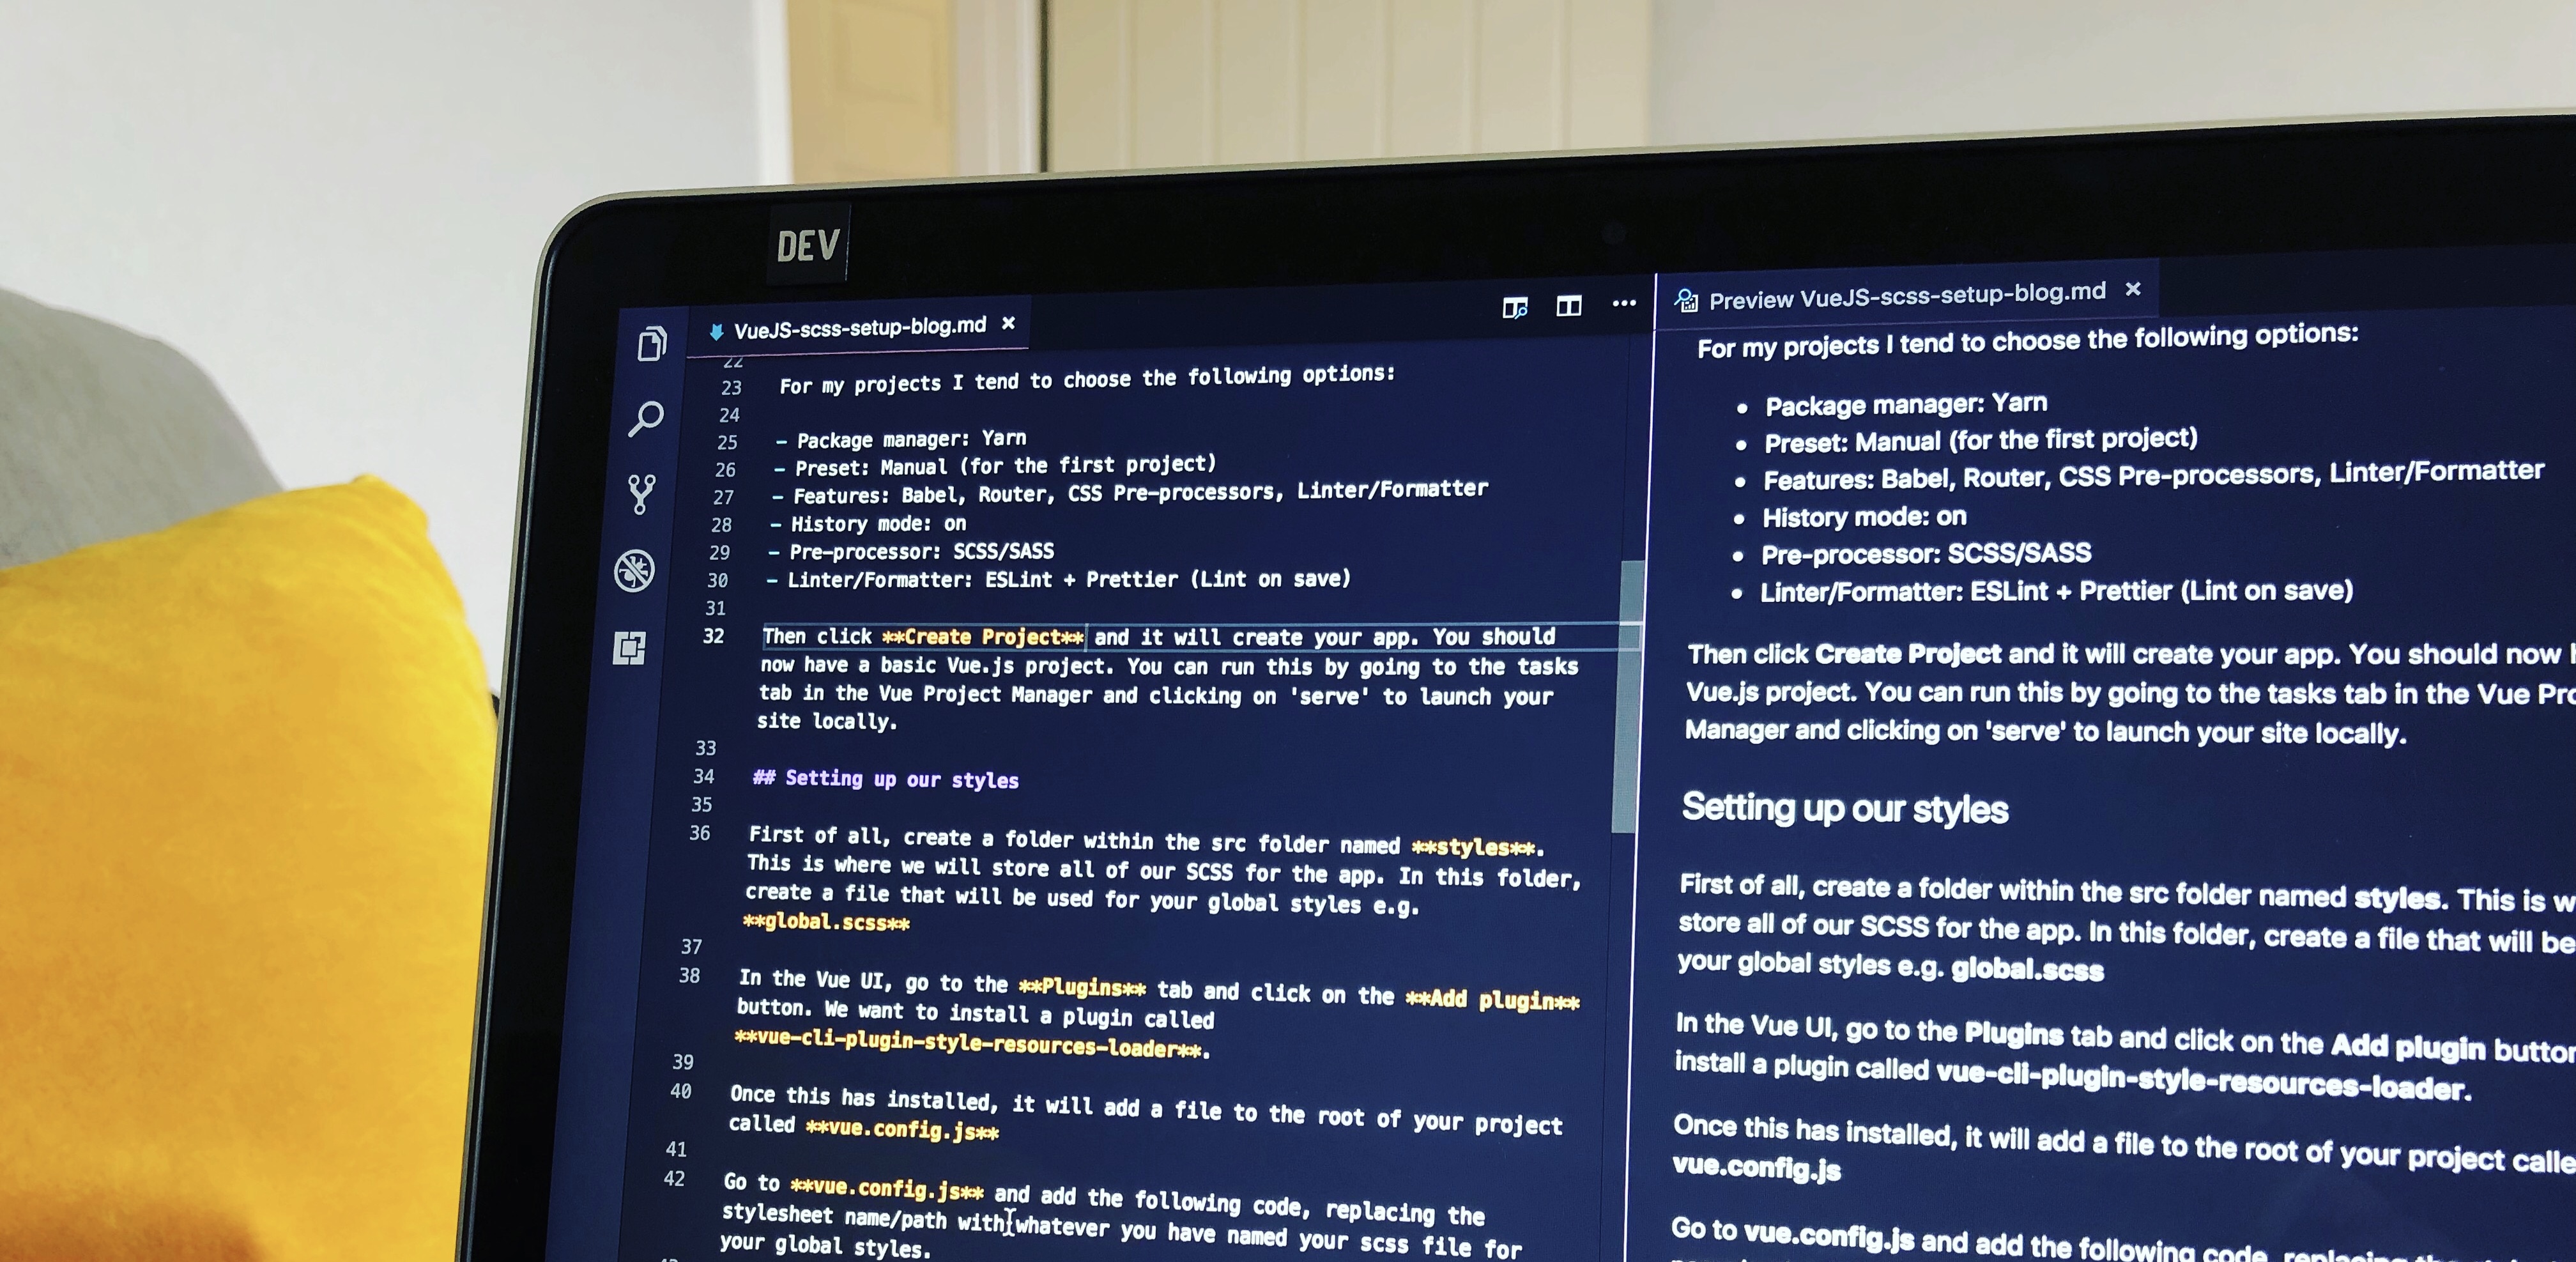 DEV
VueJS-scss-setup-blog.md
22
23 For my projects I tend to choose the following options:
24
25 - Package manager: Yarn
26 - Preset: Manual (for the first project)
27 - Features: Babel, Router, CSS Pre-processors, Linter/Formatter
28 - History mode: on
29 - Pre-processor: SCSS/SASS
30 - Linter/Formatter: ESLint + Prettier (Lint on save)
31
32 Then click **Create Project** and it will create your app. You should
now have a basic Vue.js project. You can run this by going to the tasks
tab in the Vue Project Manager and clicking on 'serve' to launch your
site locally.
33
34 ## Setting up our styles
35
36 First of all, create a folder within the src folder named **styles**.
This is where we will store all of our SCSS for the app. In this folder,
create a file that will be used for your global styles e.g.
**global.scss**
37
38 In the Vue UI, go to the **Plugins** tab and click on the **Add plugin**
button. We want to install a plugin called
**vue-cli-plugin-style-resources-loader**.
39
40 Once this has installed, it will add a file to the root of your project
called **vue.config.js**
41
42 Go to **vue.config.js** and add the following code, replacing the
stylesheet name/path with whatever you have named your scss file for
your global styles.
Preview VueJS-scss-setup-blog.md
For my projects I tend to choose the following options:
• Package manager: Yarn
• Preset: Manual (for the first project)
• Features: Babel, Router, CSS Pre-processors, Linter/Formatter
• History mode: on
• Pre-processor: SCSS/SASS
• Linter/Formatter: ESLint + Prettier (Lint on save)
Then click Create Project and it will create your app. You should now
Vue.js project. You can run this by going to the tasks tab in the Vue Pro
Manager and clicking on 'serve' to launch your site locally.
Setting up our styles
First of all, create a folder within the src folder named styles. This is w
store all of our SCSS for the app. In this folder, create a file that will be
your global styles e.g. global.scss
In the Vue UI, go to the Plugins tab and click on the Add plugin button
install a plugin called vue-cli-plugin-style-resources-loader.
Once this has installed, it will add a file to the root of your project calle
vue.config.js
Go to vue.config.js and add the following code, replacing the